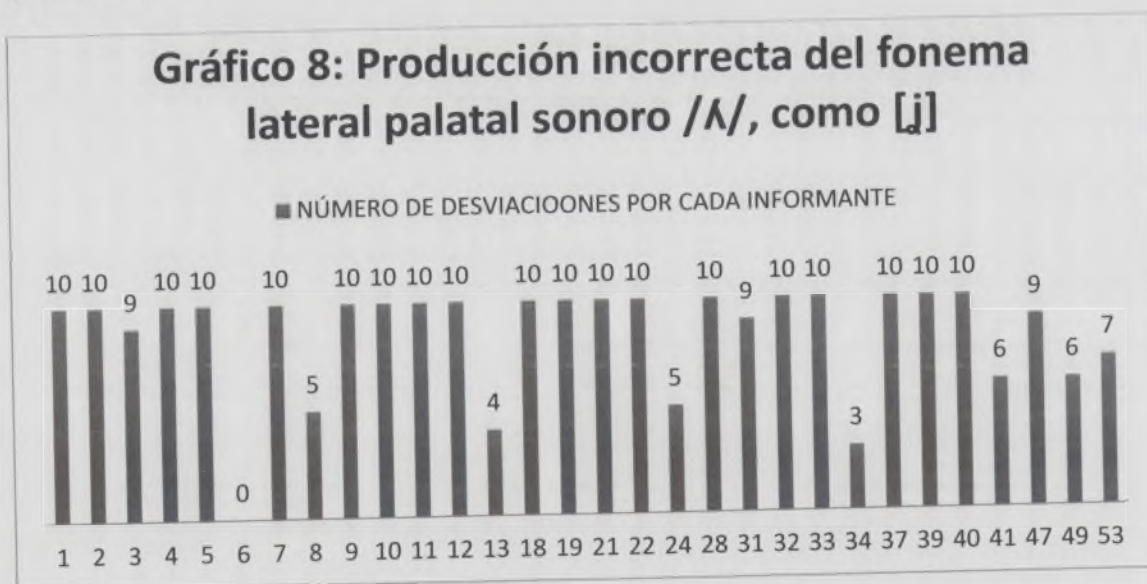 Gráfico 8: Producción incorrecta del fonema
lateral palatal sonoro /ʎ/, como [ʝ]
NÚMERO DE DESVIACIOONES POR CADA INFORMANTE
10 10 9 10 10 0 10 5 10 10 10 10 4 10 10 10 10 5 10 9 10 10 3 10 10 10 6 9 6 7
1 2 3 4 5 6 7 8 9 10 11 12 13 18 19 21 22 24 28 31 32 33 34 37 39 40 41 47 49 53